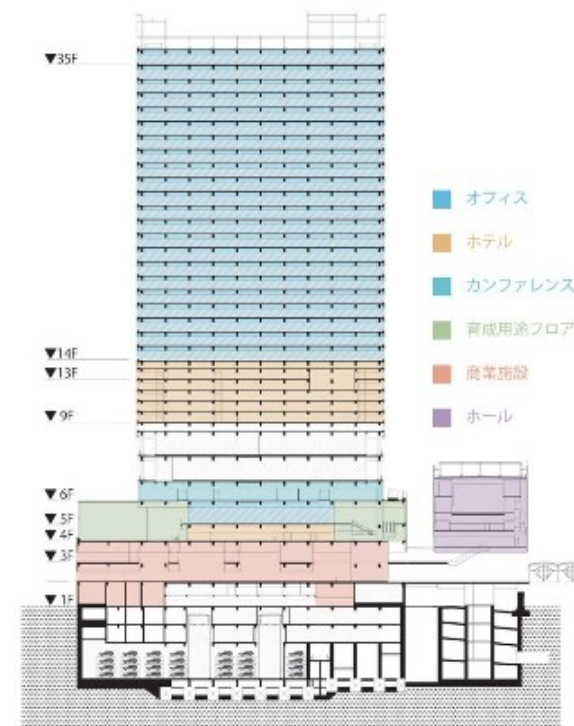 ▼35F
▼14F
▼13F
▼9F
▼6F
▼5F
▼4F
▼3F
▼1F
オフィス
ホテル
カンファレンス
育成用途フロア
商業施設
ホール